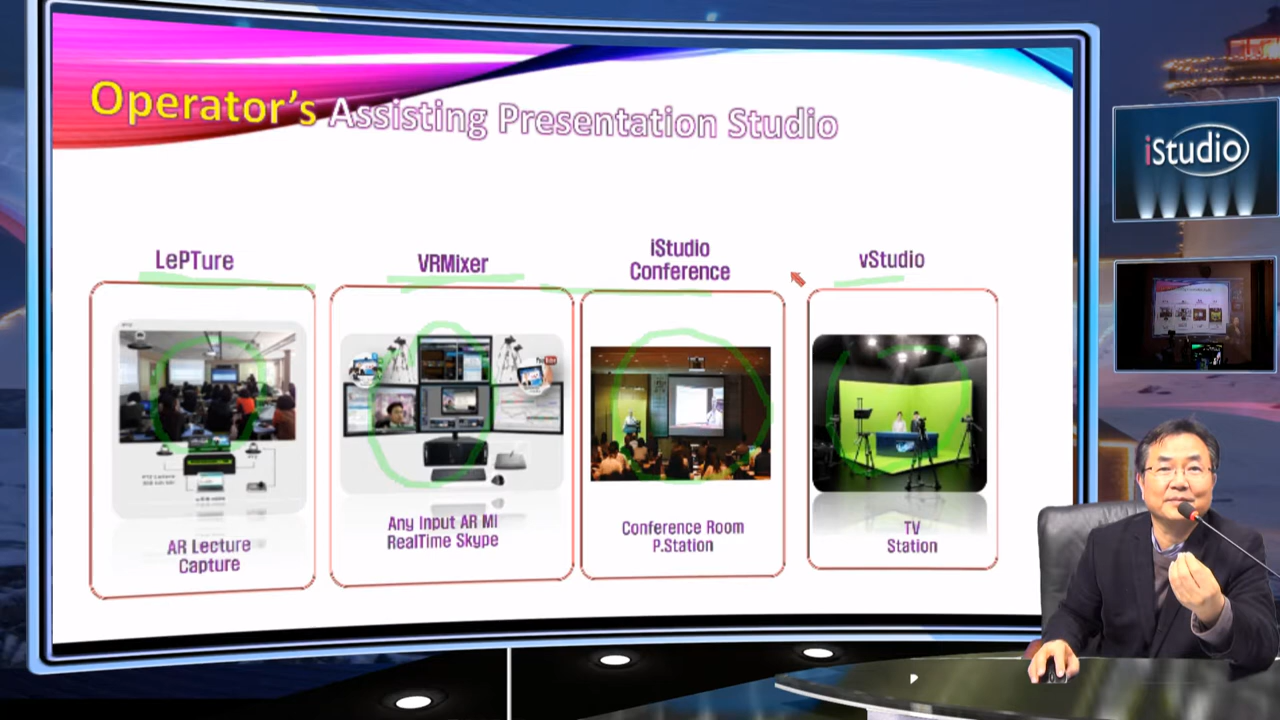 Operator's Assisting Presentation Studio
iStudio
LePTure
VRMixer
iStudio
Conference
vStudio
AR Lecture
Capture
Any Input AR MI
RealTime Skype
Conference Room
P.Station
TV
Station